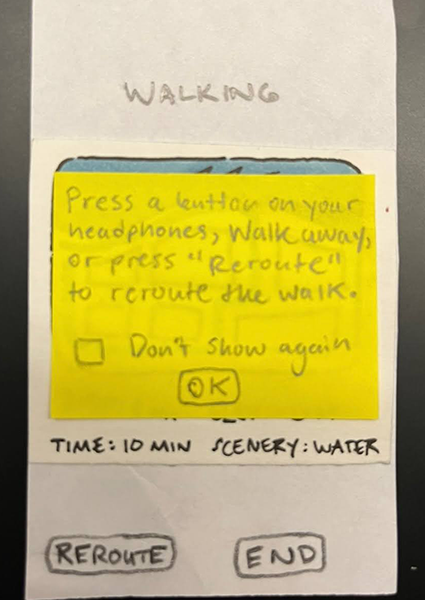 WALKING
Press a button on your
headphones, Walk away,
or press "Reroute"
to reroute the walk.
Don't show again
OK
TIME: 10 MIN SCENERY: WATER
REROUTE END